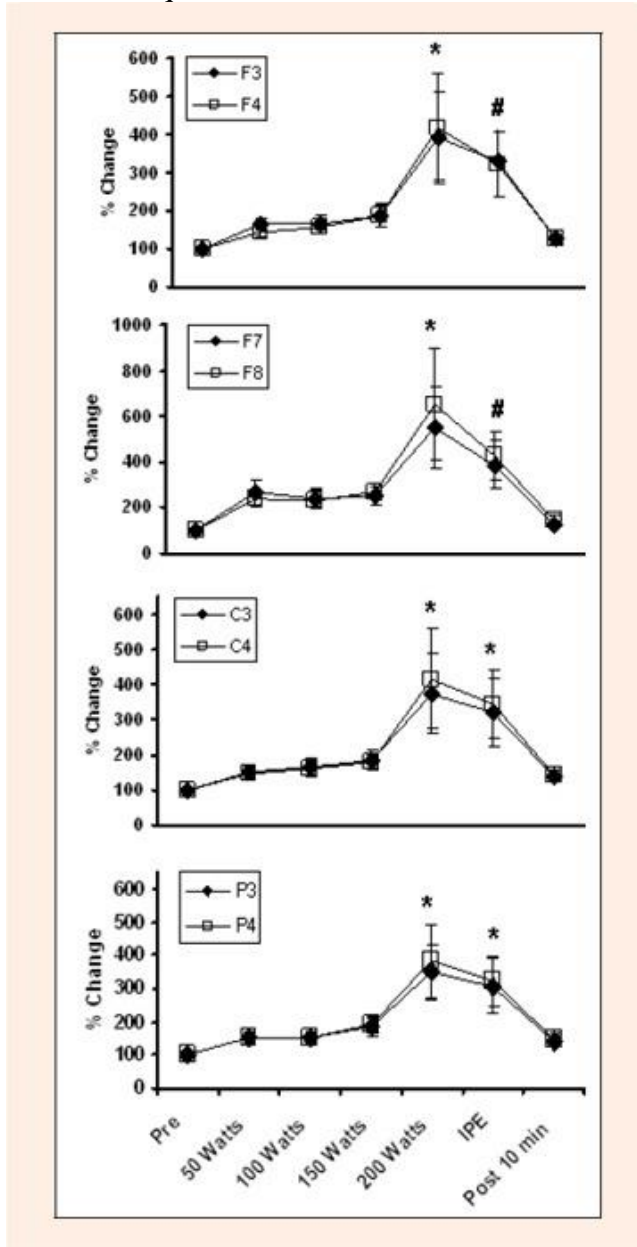 *
600
F3
500
F4
#
400
% Change
300
200
100
0
1000
*
F7
800
F8
% Change
600
#
400
200
0
600
C3
*
500
C4
*
400
% Change
300
200
100
0
600
P3
*
500
P4
*
400
% Change
300
200
100
0
Pre
50 Watts
100 Watts
150 Watts
200 Watts
IPE
Post 10 min